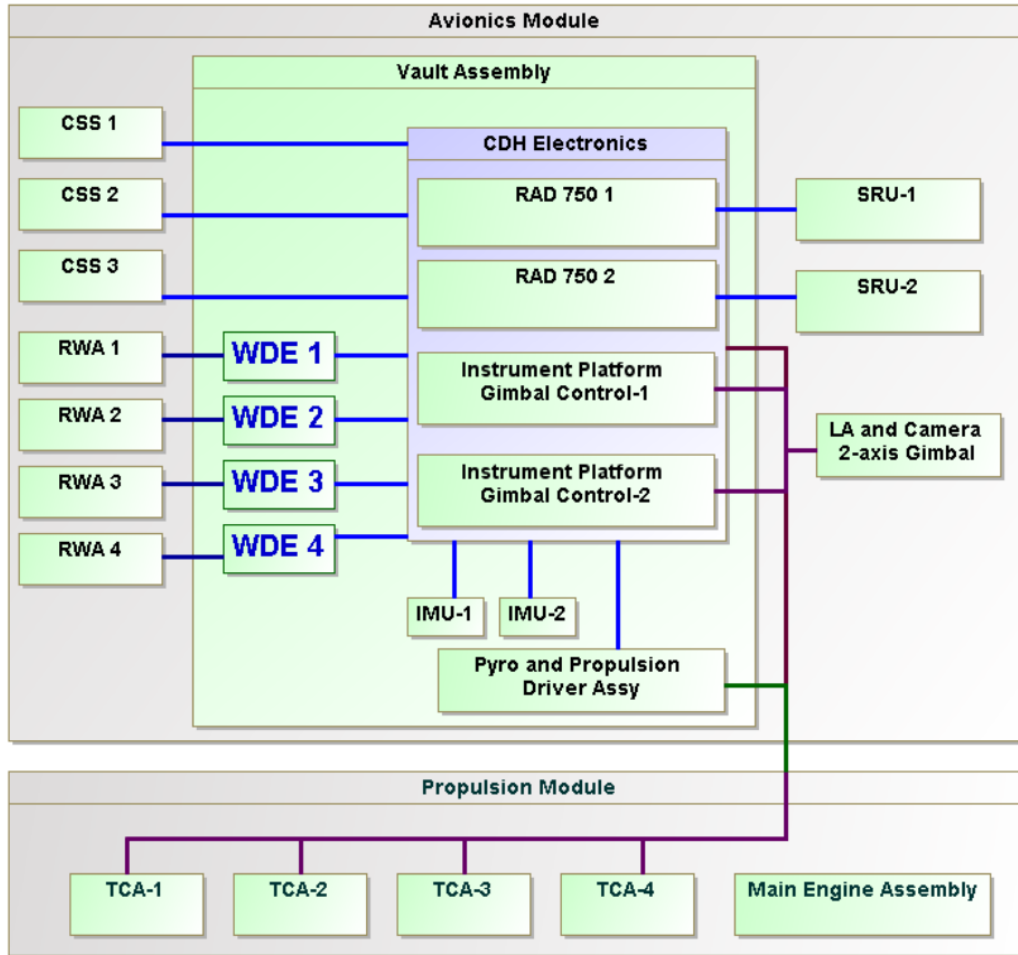 Avionics Module
Vault Assembly
CSS 1
CDH Electronics
CSS 2
RAD 750 1
SRU-1
CSS 3
RAD 750 2
SRU-2
RWA 1
WDE 1
Instrument Platform
Gimbal Control-1
RWA 2
WDE 2
LA and Camera
2-axis Gimbal
RWA 3
WDE 3
Instrument Platform
Gimbal Control-2
RWA 4
WDE 4
IMU-1
IMU-2
Pyro and Propulsion
Driver Assy
Propulsion Module
TCA-1
TCA-2
TCA-3
TCA-4
Main Engine Assembly